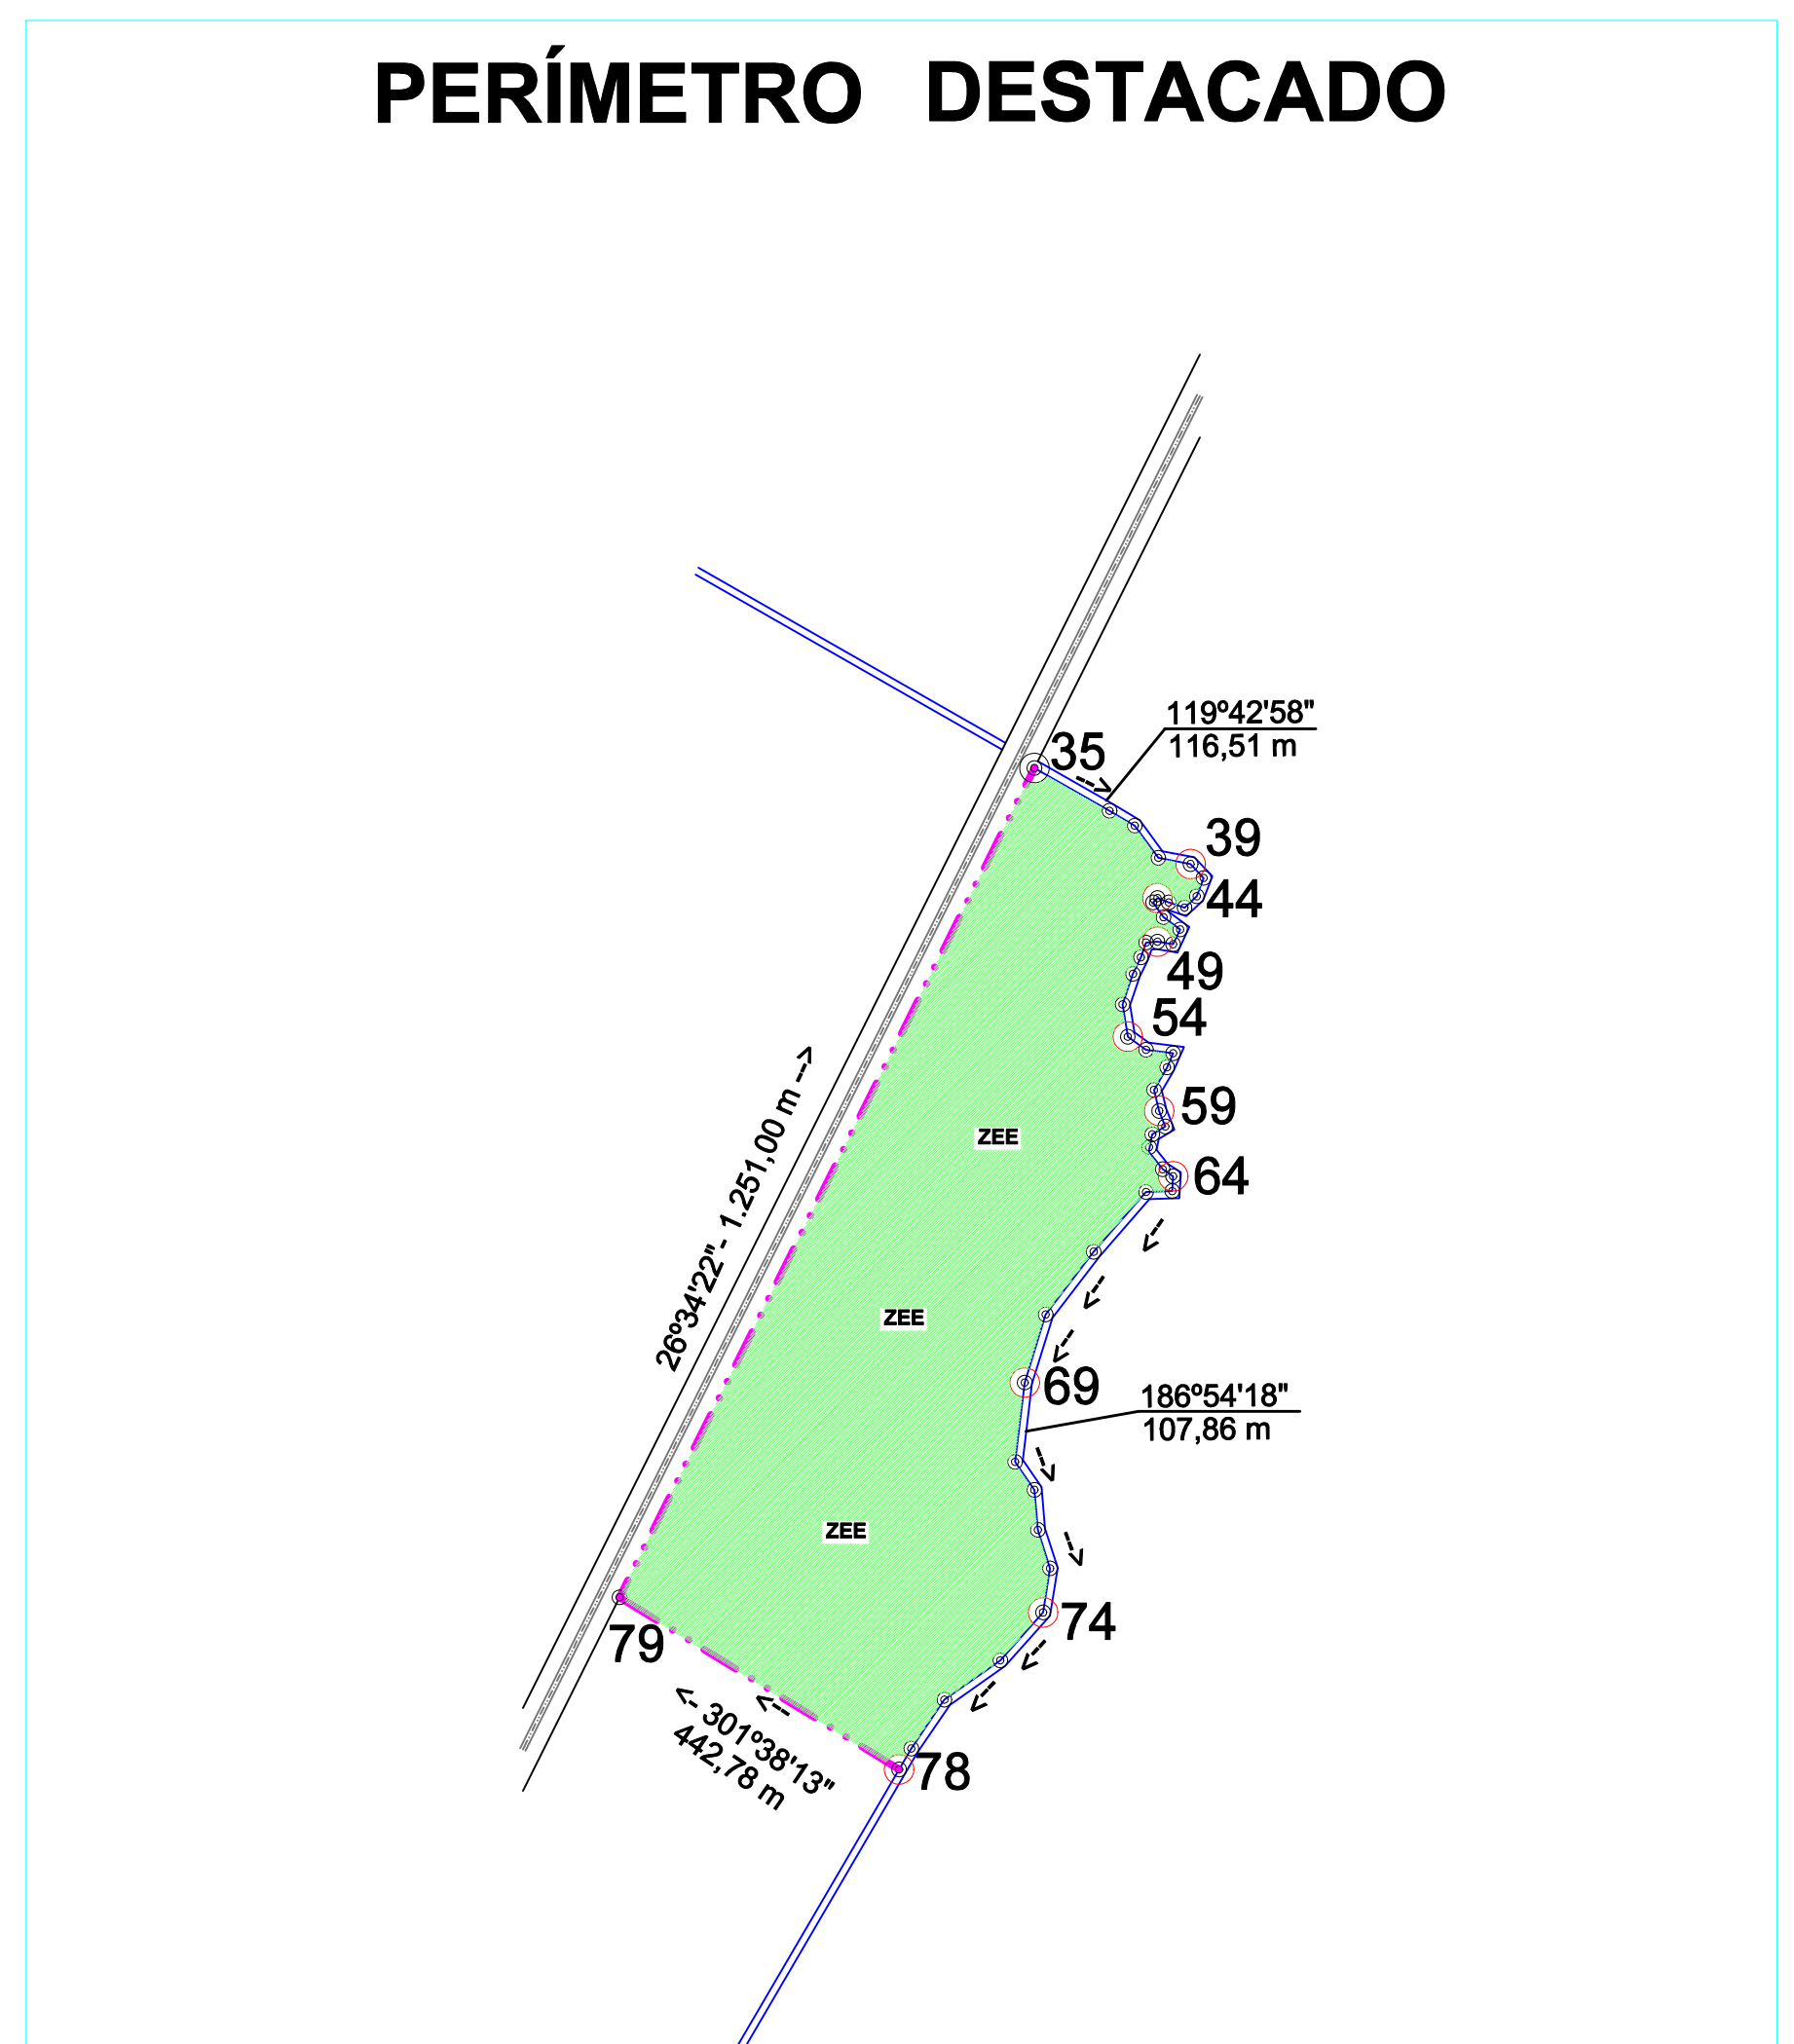 PERÍMETRO DESTACADO
119º42'58"
116,51 m
35
39
44
49
54
59
64
ZEE
26º34'22" - 1.251,00 m
ZEE
69
186º54'18"
107,86 m
ZEE
74
79
78
301º38'13"
442,78 m